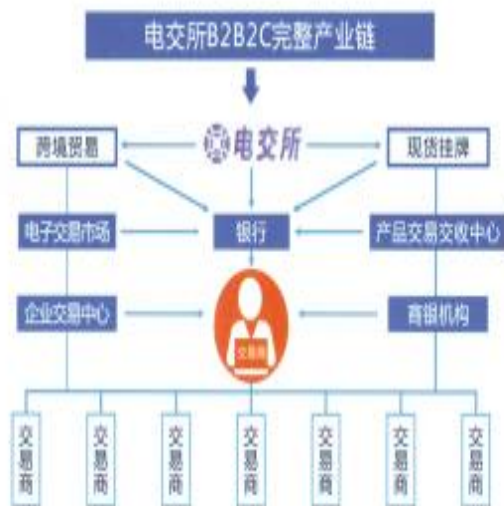 电交所B2B2C完整产业链
跨境贸易
电交所
现货挂牌
电子交易市场
银行
产品交易交收中心
企业交易中心
交易商
商银机构
交易商
交易商
交易商
交易商
交易商
交易商
交易商